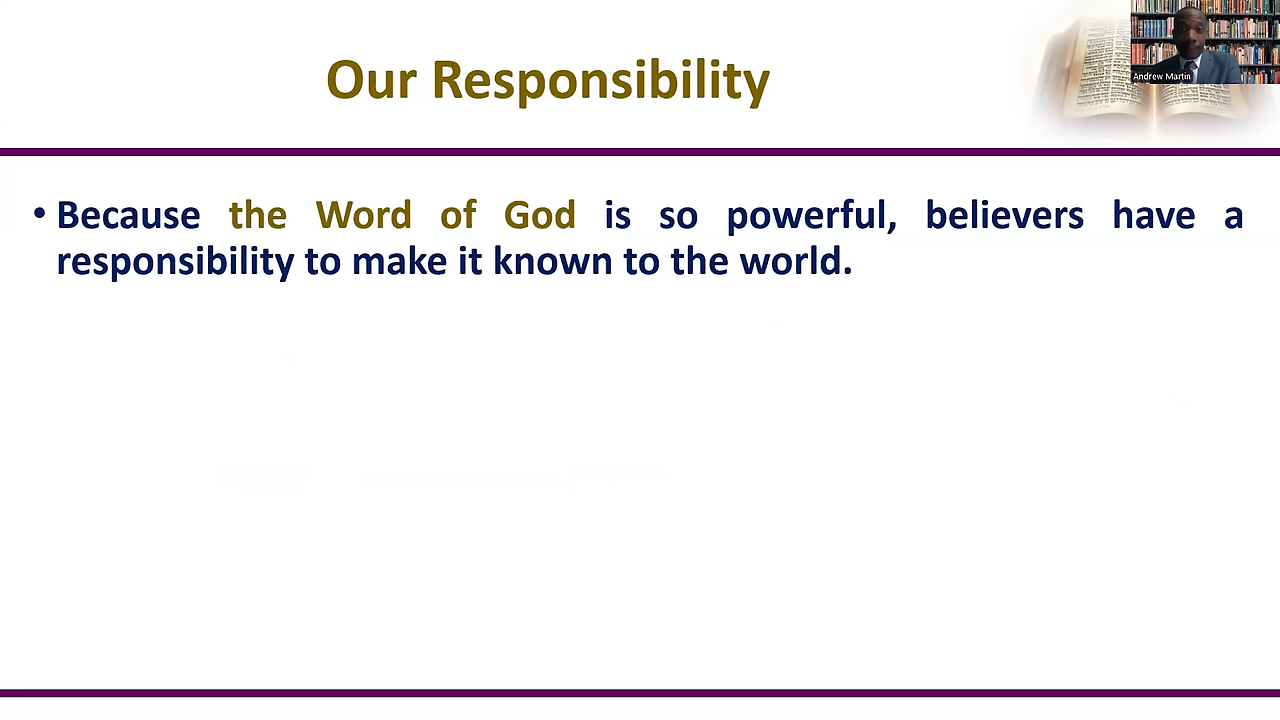 Our Responsibility
Andrew Martin
• Because the Word of God is so powerful, believers have a
responsibility to make it known to the world.